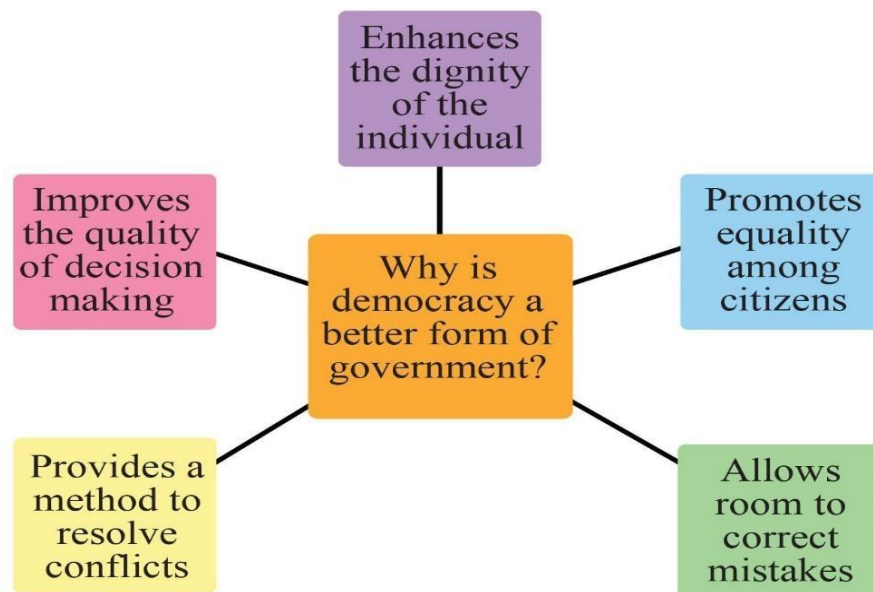 Enhances
the dignity
of the
individual
Improves
the quality
of decision
making
Promotes
equality
among
citizens
Why is
democracy a
better form of
government?
Provides a
method to
resolve
conflicts
Allows
room to
correct
mistakes